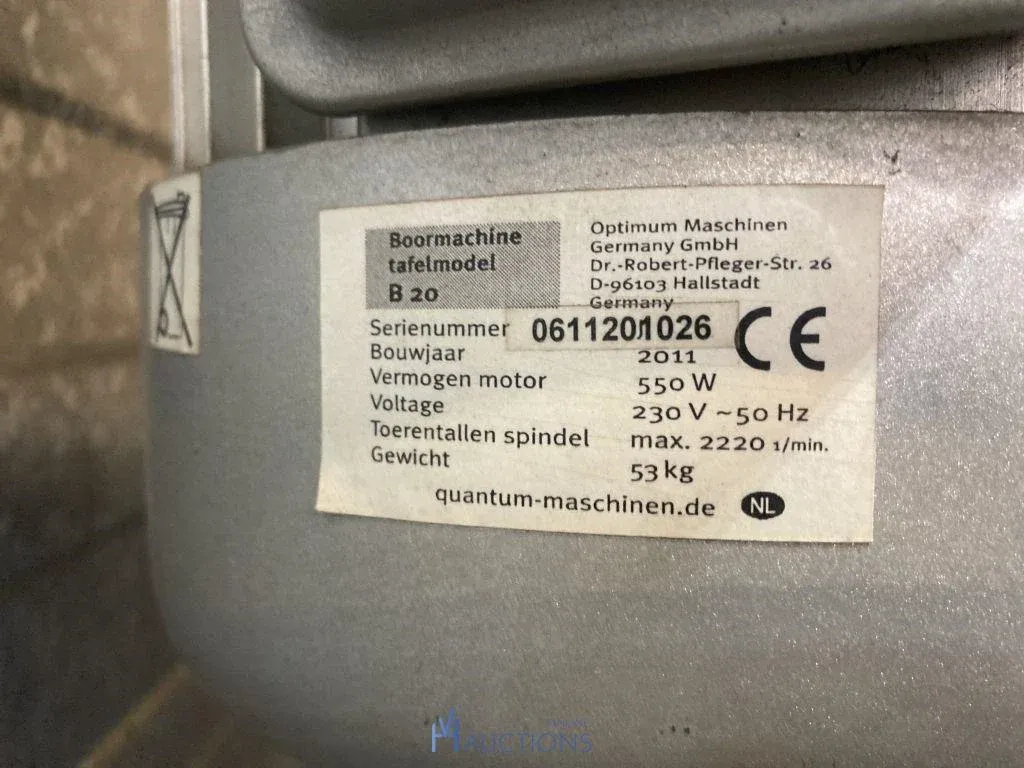 Boormachine
tafelmodel
B 20
Optimum Maschinen
Germany GmbH
Dr.-Robert-Pfleger-Str. 26
D-96103 Hallstadt
Germany
Seriennummer 0611201026
Bouwjaar 2011
Vermogen motor 550 W
Voltage 230 V ~50 Hz
Toerentallen spindel max. 2220 1/min.
Gewicht 53 kg
quantum-maschinen.de NL
CE
AUCTIONS